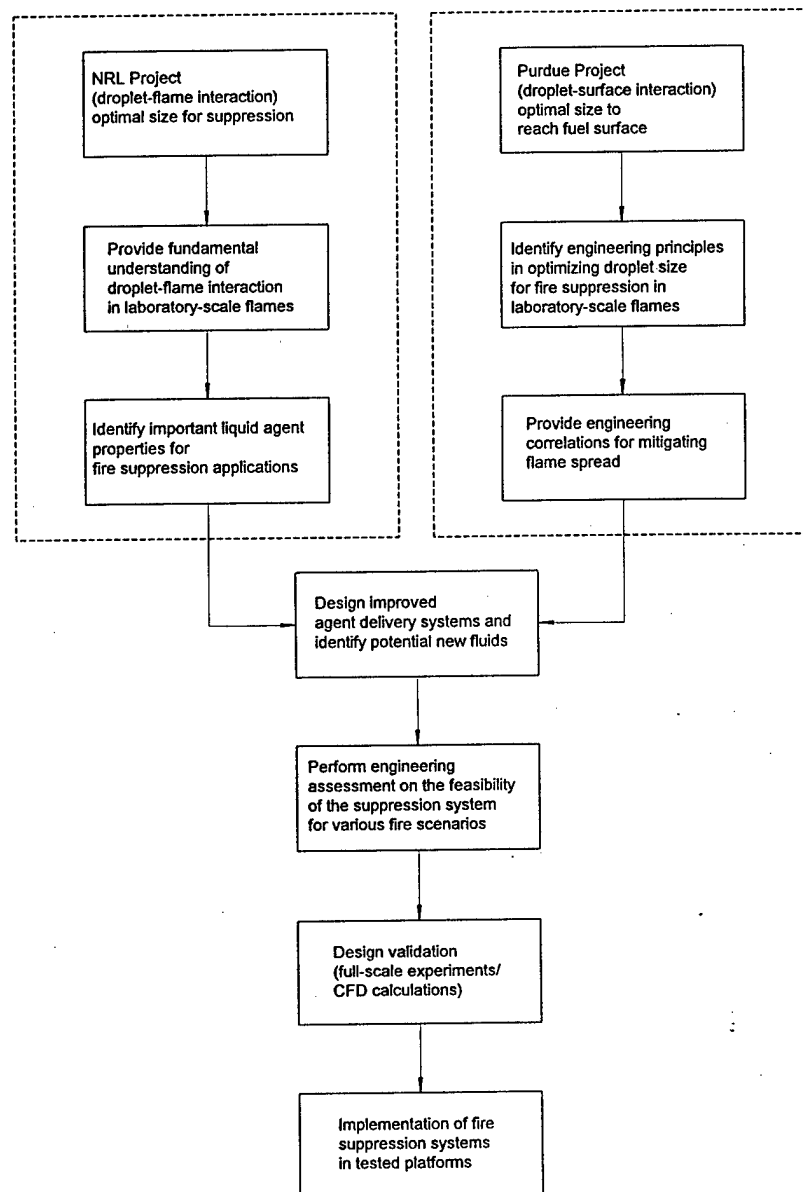 NRL Project
(droplet-flame interaction)
optimal size for suppression
Provide fundamental
understanding of
droplet-flame interaction
in laboratory-scale flames
Identify important liquid agent
properties for
fire suppression applications
Purdue Project
(droplet-surface interaction)
optimal size to
reach fuel surface
Identify engineering principles
in optimizing droplet size
for fire suppression in
laboratory-scale flames
Provide engineering
correlations for mitigating
flame spread
Design improved
agent delivery systems and
identify potential new fluids
Perform engineering
assessment on the feasibility
of the suppression system
for various fire scenarios
Design validation
(full-scale experiments/
CFD calculations)
Implementation of fire
suppression systems
in tested platforms